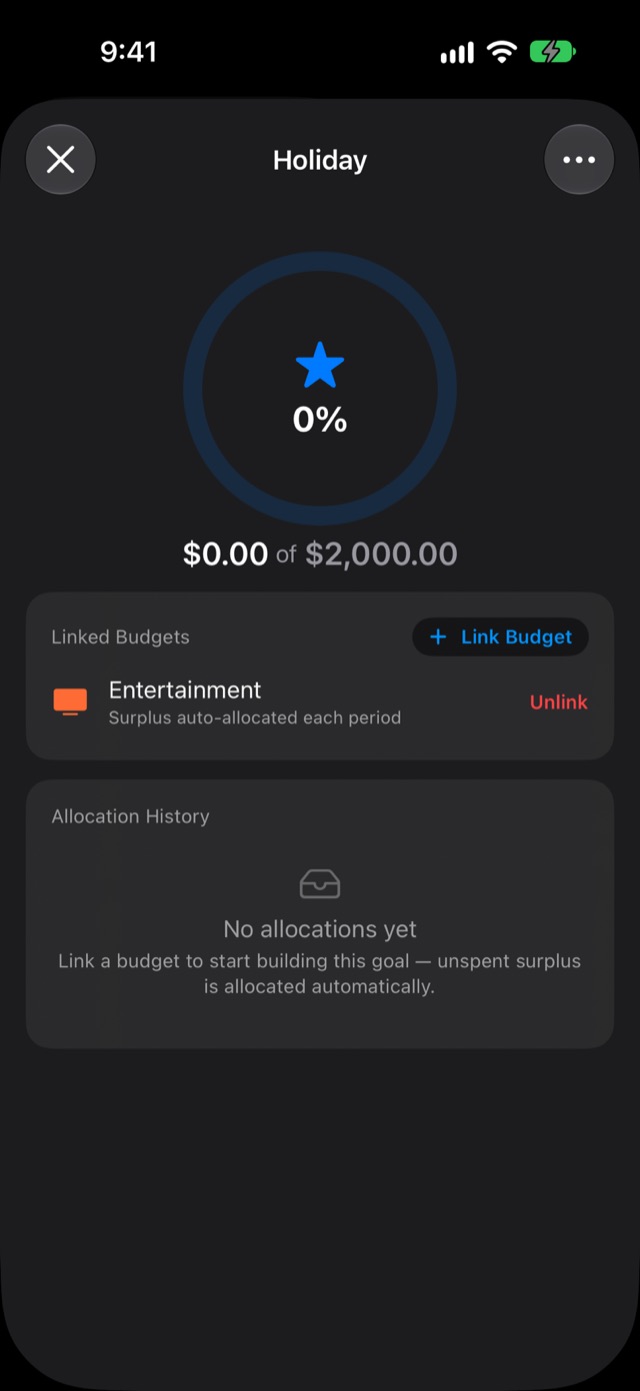 9:41
Holiday
0%
$0.00 of $2,000.00
Linked Budgets
+ Link Budget
Entertainment
Surplus auto-allocated each period
Unlink
Allocation History
No allocations yet
Link a budget to start building this goal — unspent surplus
is allocated automatically.